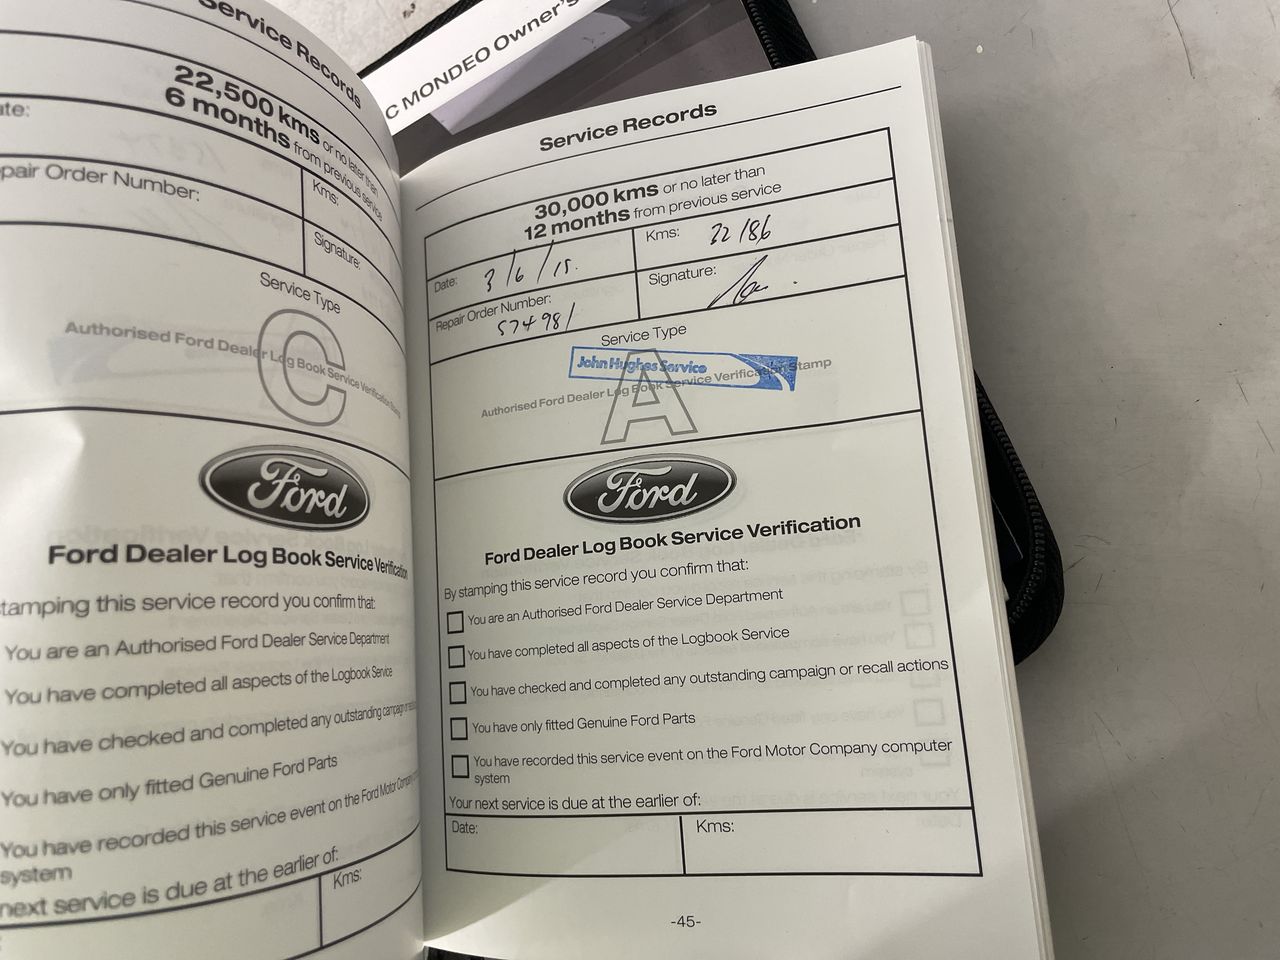 C MONDEO Owner's
Service Records
22,500 kms or no later than
6 months from previous service
ate:
Kms:
pair Order Number:
Signature:
Service Type
C
Authorised Ford Dealer Log Book Service Verification Stamp
Ford
Ford Dealer Log Book Service Verification
tamping this service record you confirm that:
You are an Authorised Ford Dealer Service Department
You have completed all aspects of the Logbook Service
You have checked and completed any outstanding campaign or
You have only fitted Genuine Ford Parts
You have recorded this service event on the Ford Motor Company
system
next service is due at the earlier of:
Kms:
Service Records
30,000 kms or no later than
12 months from previous service
Date: 3/6/15.
Kms: 32186
Repair Order Number:
574981
Signature:
Service Type
John Hughes Service
A
Authorised Ford Dealer Log Book Service Verification Stamp
Ford
Ford Dealer Log Book Service Verification
By stamping this service record you confirm that:
You are an Authorised Ford Dealer Service Department
You have completed all aspects of the Logbook Service
You have checked and completed any outstanding campaign or recall actions
You have only fitted Genuine Ford Parts
You have recorded this service event on the Ford Motor Company computer
system
Your next service is due at the earlier of:
Date:
Kms:
-45-